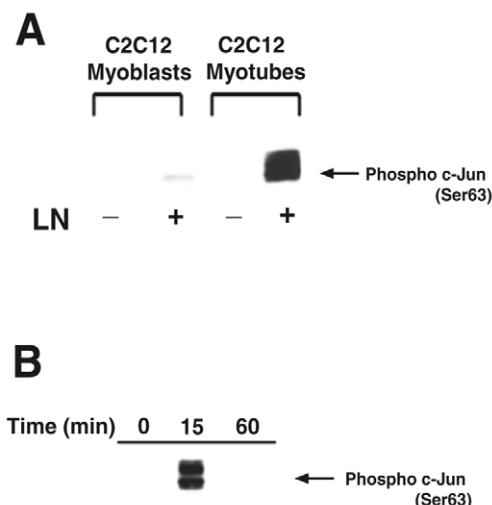 A
C2C12 C2C12
Myoblasts Myotubes
Phospho c-Jun
(Ser63)
LN − + − +
B
Time (min) 0 15 60
Phospho c-Jun
(Ser63)